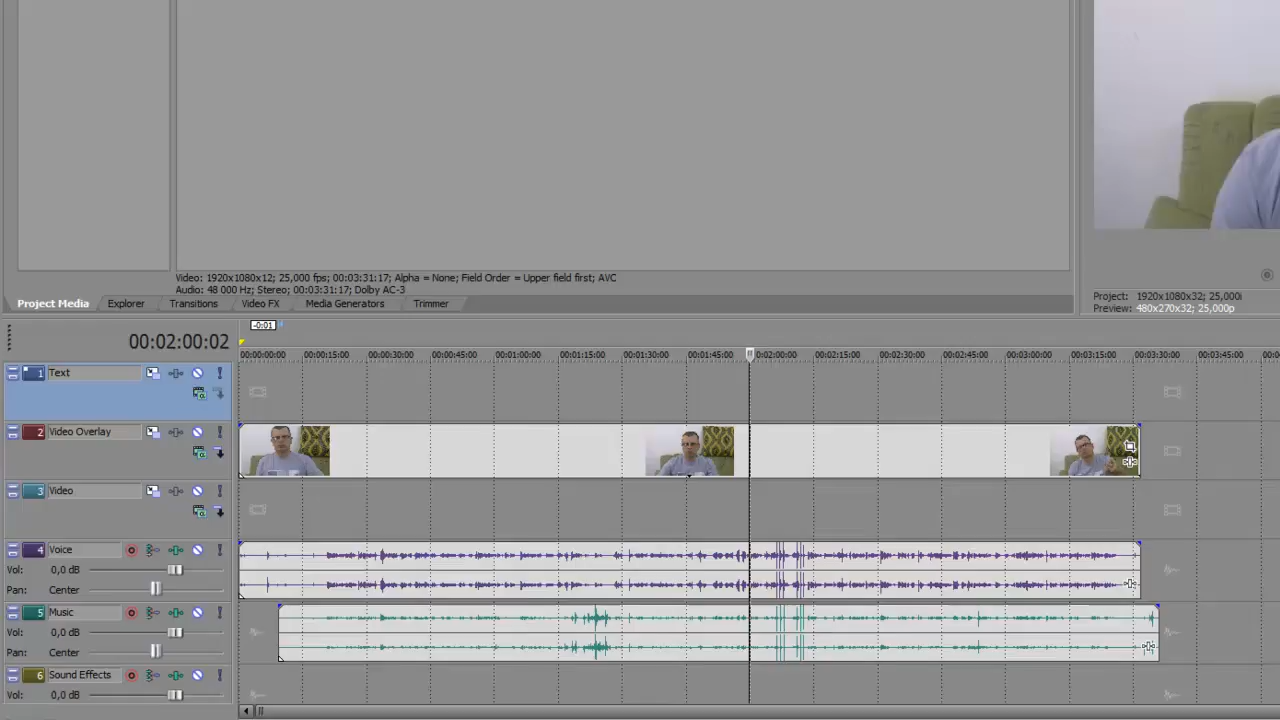 Video: 1920x1080x12; 25,000 fps; 00:03:31:17; Alpha = None; Field Order = Upper field first; AVC
Audio: 48 000 Hz; Stereo; 00:03:31:17; Dolby AC-3
Project Media Explorer Transitions Video FX Media Generators Trimmer
Project: 1920x1080x32; 25,000i
Preview: 480x270x32; 25,000p
-0:01
00:02:00:02
00:00:00:00 00:00:15:00 00:00:30:00 00:00:45:00 00:01:00:00 00:01:15:00 00:01:30:00 00:01:45:00 00:02:00:00 00:02:15:00 00:02:30:00 00:02:45:00 00:03:00:00 00:03:15:00 00:03:30:00 00:03:45:00
1 Text
2 Video Overlay
3 Video
4 Voice
Vol: 0,0 dB
Pan: Center
5 Music
Vol: 0,0 dB
Pan: Center
6 Sound Effects
Vol: 0,0 dB